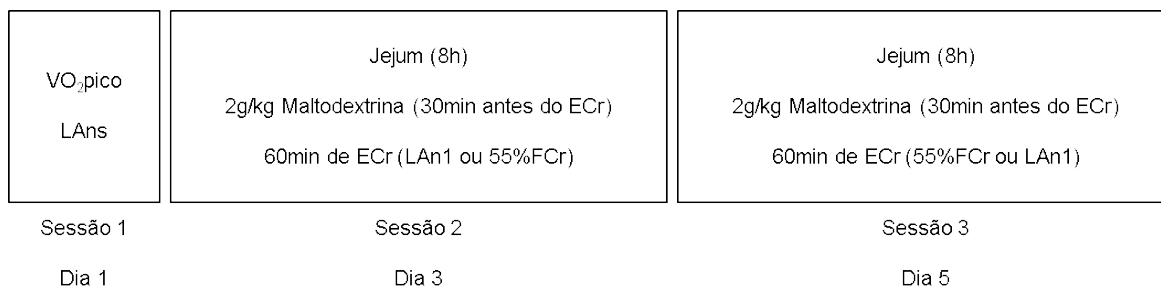 VO₂pico
LAns
Jejum (8h)
2g/kg Maltodextrina (30min antes do ECr)
60min de ECr (LAn1 ou 55%FCr)
Jejum (8h)
2g/kg Maltodextrina (30min antes do ECr)
60min de ECr (55%FCr ou LAn1)
Sessão 1
Sessão 2
Sessão 3
Dia 1
Dia 3
Dia 5